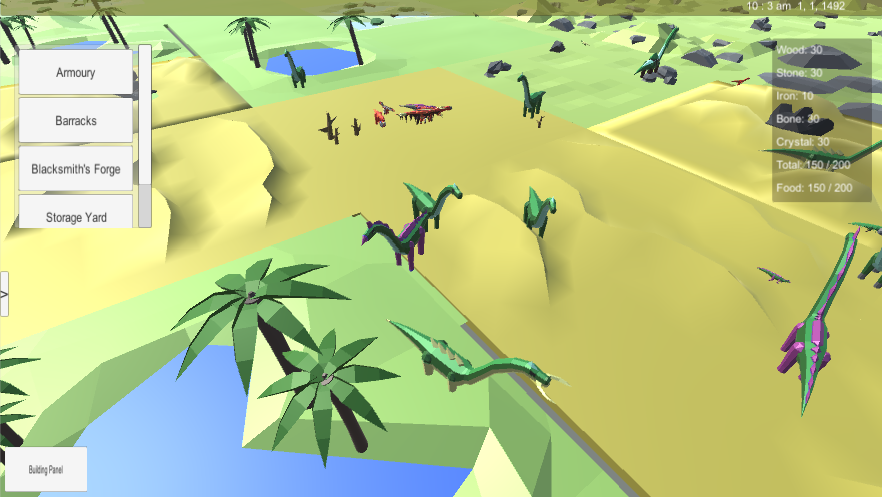 10 : 3 am 1, 1, 1492
Armoury
Barracks
Blacksmith's Forge
Storage Yard
Wood: 30
Stone: 30
Iron: 10
Bone: 30
Crystal: 30
Total: 150 / 200
Food: 150 / 200
>
Building Panel